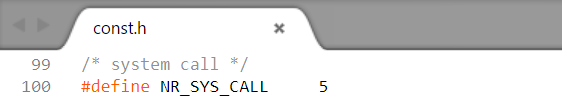 const.h
99 /* system call */
100 #define NR_SYS_CALL 5